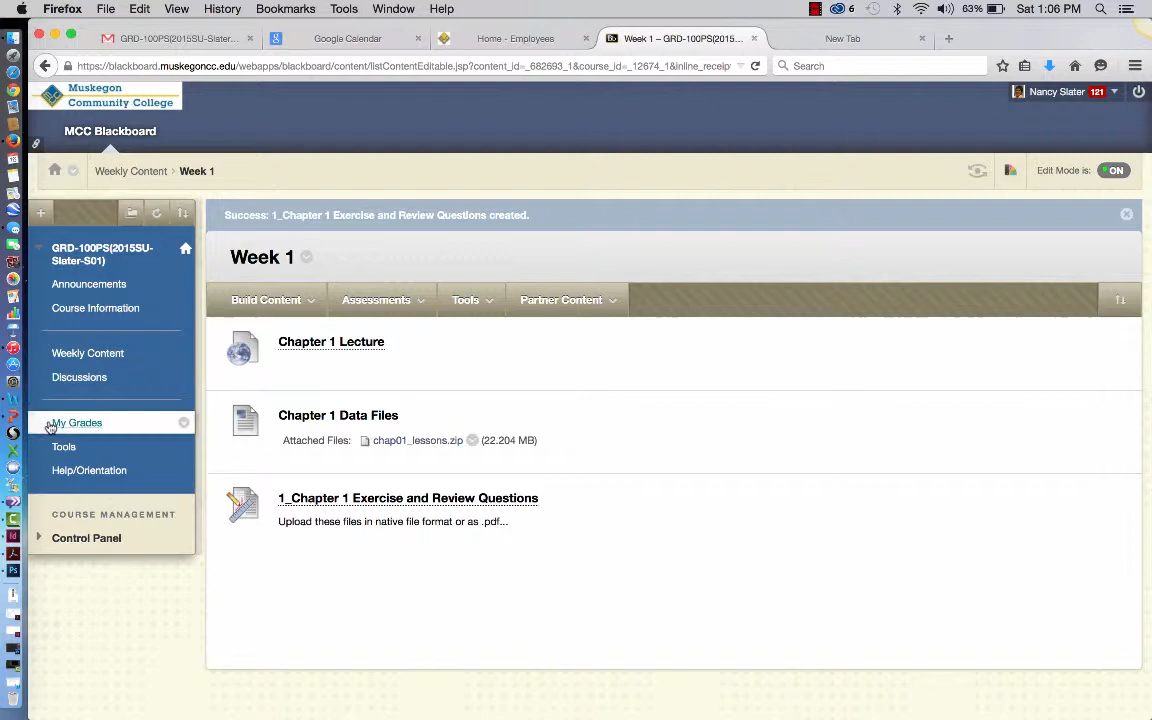 Firefox File Edit View History Bookmarks Tools Window Help 6 63% Sat 1:06 PM
GRD-100PS(2015SU-Slater... Google Calendar Home - Employees Bb Week 1 – GRD-100PS(2015... New Tab
https://blackboard.muskegoncc.edu/webapps/blackboard/content/listContentEditable.jsp?content_id=_682693_1&course_id=_12674_1&inline_receip Search
Muskegon
Community College
Nancy Slater 121
MCC Blackboard
Weekly Content Week 1 Edit Mode is: ON
Success: 1_Chapter 1 Exercise and Review Questions created.
GRD-100PS(2015SU-
Slater-S01)
Announcements
Course Information
Weekly Content
Discussions
My Grades
Tools
Help/Orientation
COURSE MANAGEMENT
Control Panel
Week 1
Build Content Assessments Tools Partner Content
Chapter 1 Lecture
Chapter 1 Data Files
Attached Files: chap01_lessons.zip (22.204 MB)
1_Chapter 1 Exercise and Review Questions
Upload these files in native file format or as .pdf...